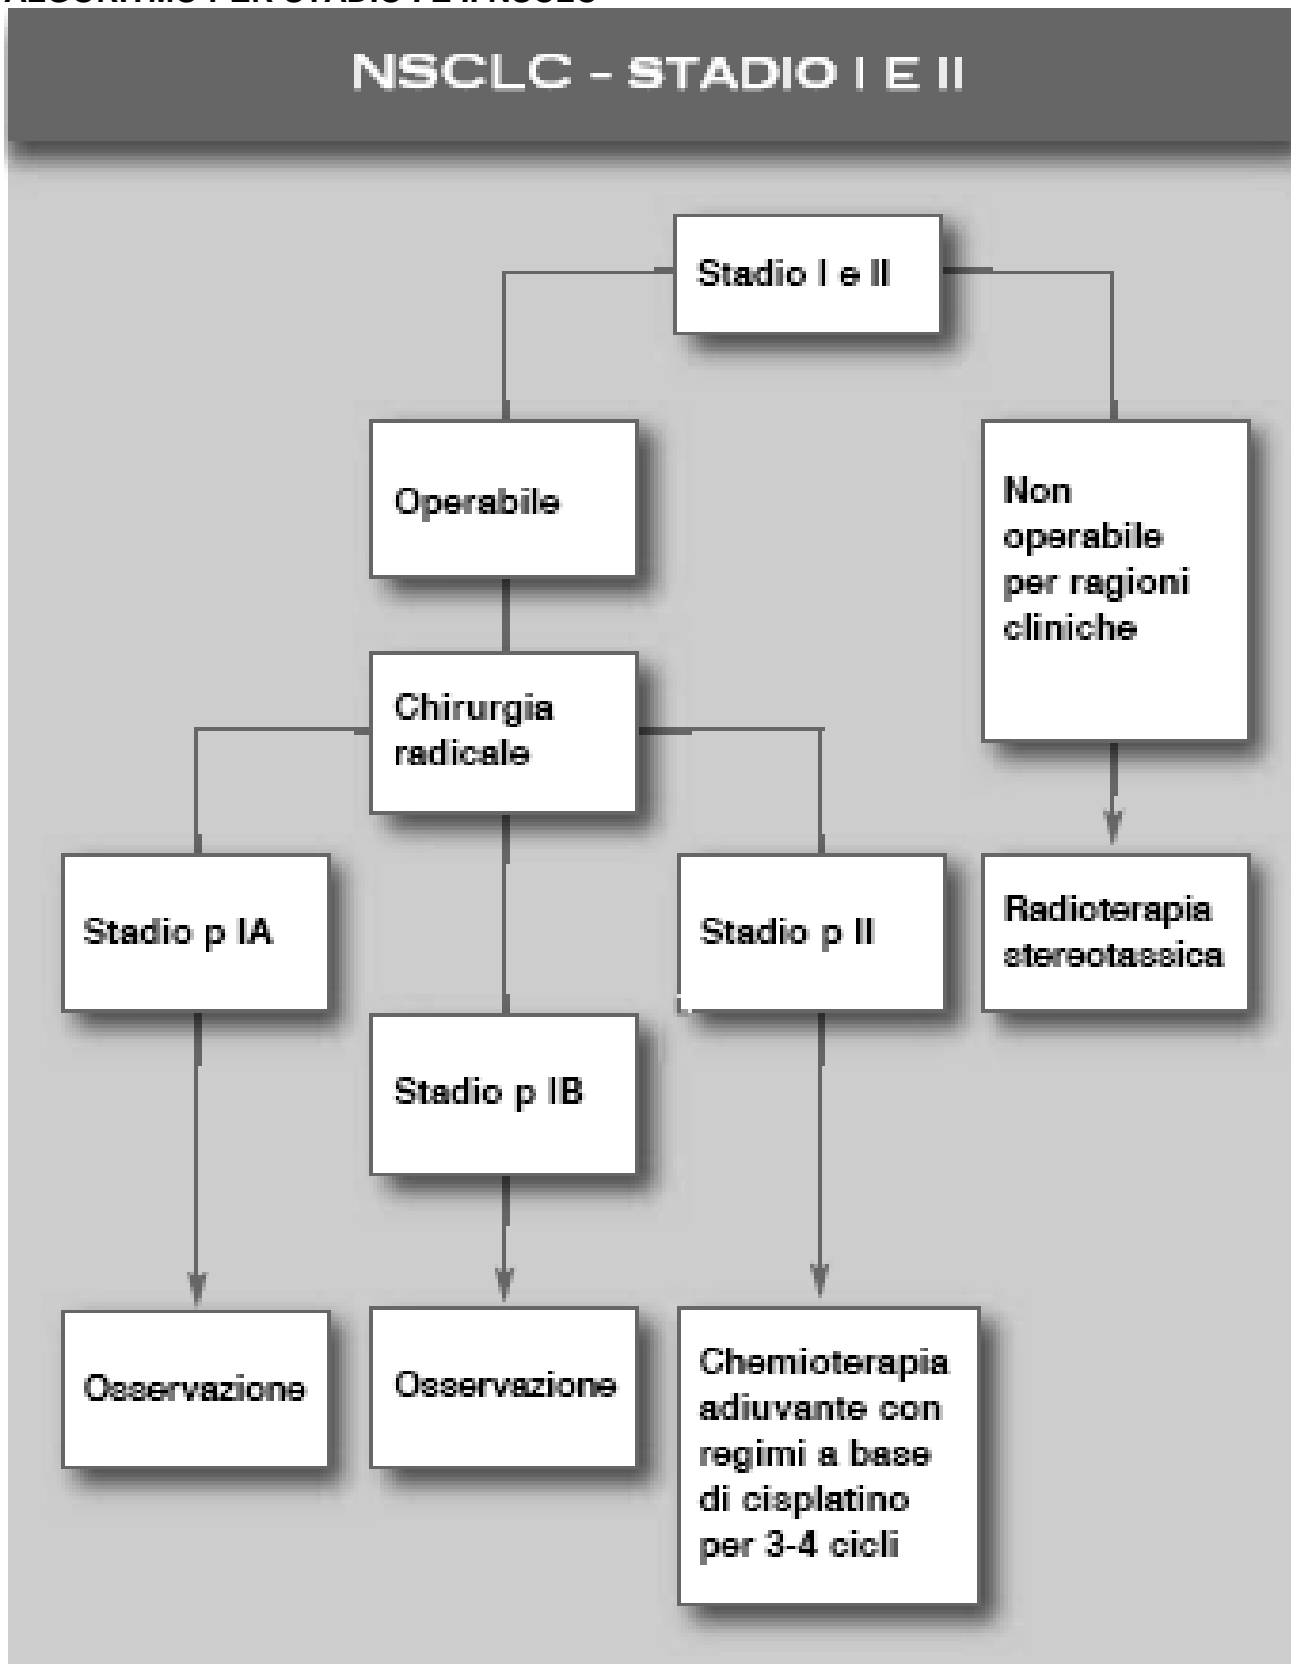 NSCLC - STADIO I E II
Stadio I e II
Operabile
Non
operabile
per ragioni
cliniche
Chirurgia
radicale
Stadio p IA
Stadio p II
Radioterapia
stereotassica
Stadio p IB
Osservazione
Osservazione
Chemioterapia
adiuvante con
regimi a base
di cisplatino
per 3-4 cicli